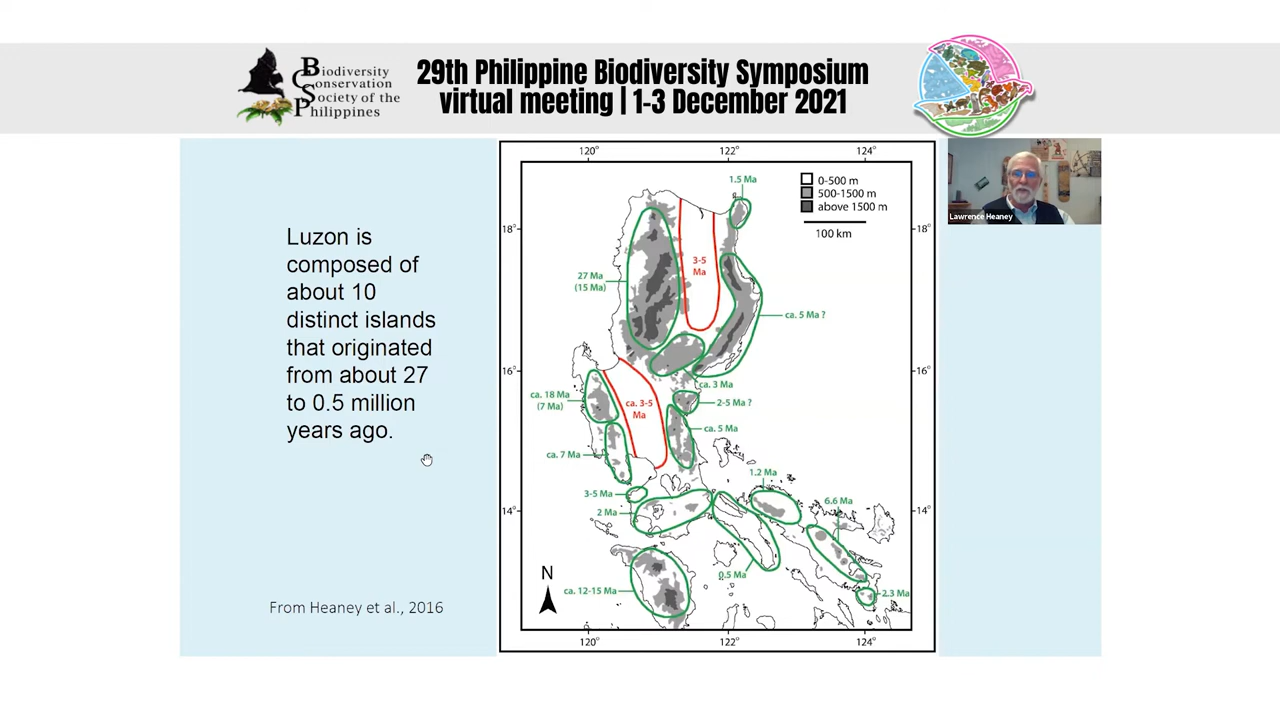 Biodiversity
Conservation
Society of the
Philippines
29th Philippine Biodiversity Symposium
virtual meeting | 1-3 December 2021
Lawrence Heaney
Luzon is
composed of
about 10
distinct islands
that originated
from about 27
to 0.5 million
years ago.
From Heaney et al., 2016
120°
122°
124°
0-500 m
500-1500 m
above 1500 m
100 km
1.5 Ma
18°
18°
3-5
Ma
27 Ma
(15 Ma)
ca. 5 Ma ?
16°
16°
ca. 3 Ma
ca. 18 Ma
(7 Ma)
ca. 3-5
Ma
2-5 Ma ?
ca. 5 Ma
ca. 7 Ma
1.2 Ma
3-5 Ma
6.6 Ma
2 Ma
14°
14°
0.5 Ma
N
ca. 12-15 Ma
2.3 Ma
120°
122°
124°